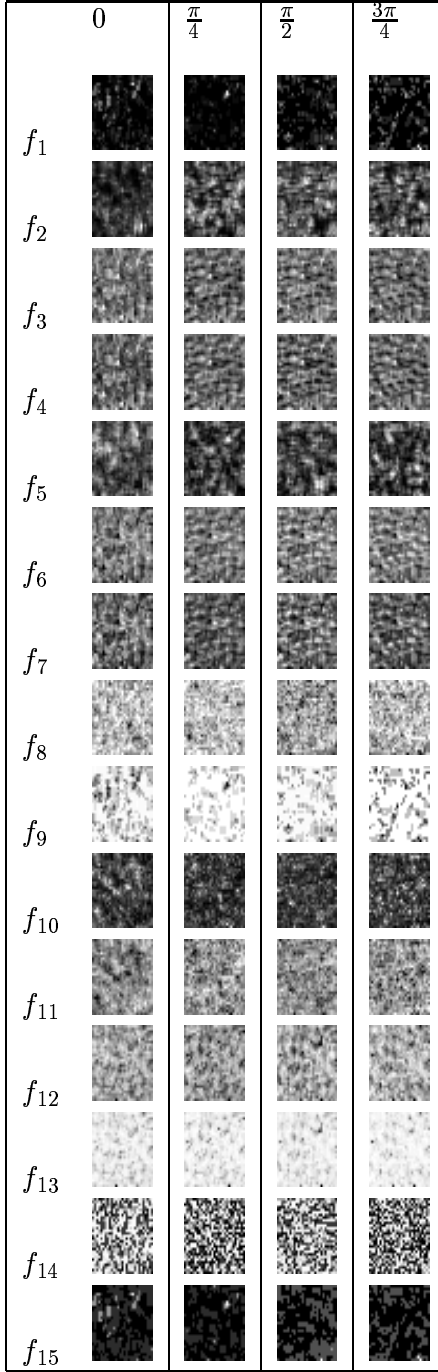 0 π/4 π/2 3π/4
f₁
f₂
f₃
f₄
f₅
f₆
f₇
f₈
f₉
f₁₀
f₁₁
f₁₂
f₁₃
f₁₄
f₁₅